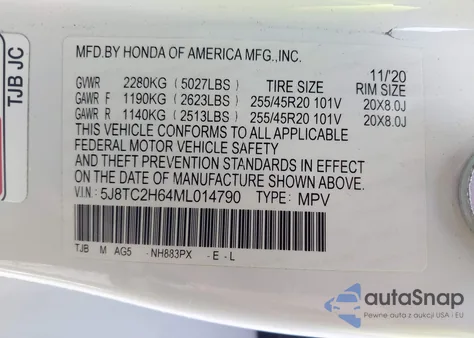 TJB JC
MFD.BY HONDA OF AMERICA MFG.,INC.
11/'20
GVWR 2280KG (5027LBS) TIRE SIZE RIM SIZE
GAWR F 1190KG (2623LBS) 255/45R20 101V 20X8.0J
GAWR R 1140KG (2513LBS) 255/45R20 101V 20X8.0J
THIS VEHICLE CONFORMS TO ALL APPLICABLE
FEDERAL MOTOR VEHICLE SAFETY
AND THEFT PREVENTION STANDARDS IN EFFECT
ON THE DATE OF MANUFACTURE SHOWN ABOVE.
V.I.N.: 5J8TC2H64ML014790 TYPE: MPV
TJB M AG5 - NH883PX - E - L
autoSnap
Pewne auta z aukcji USA i EU